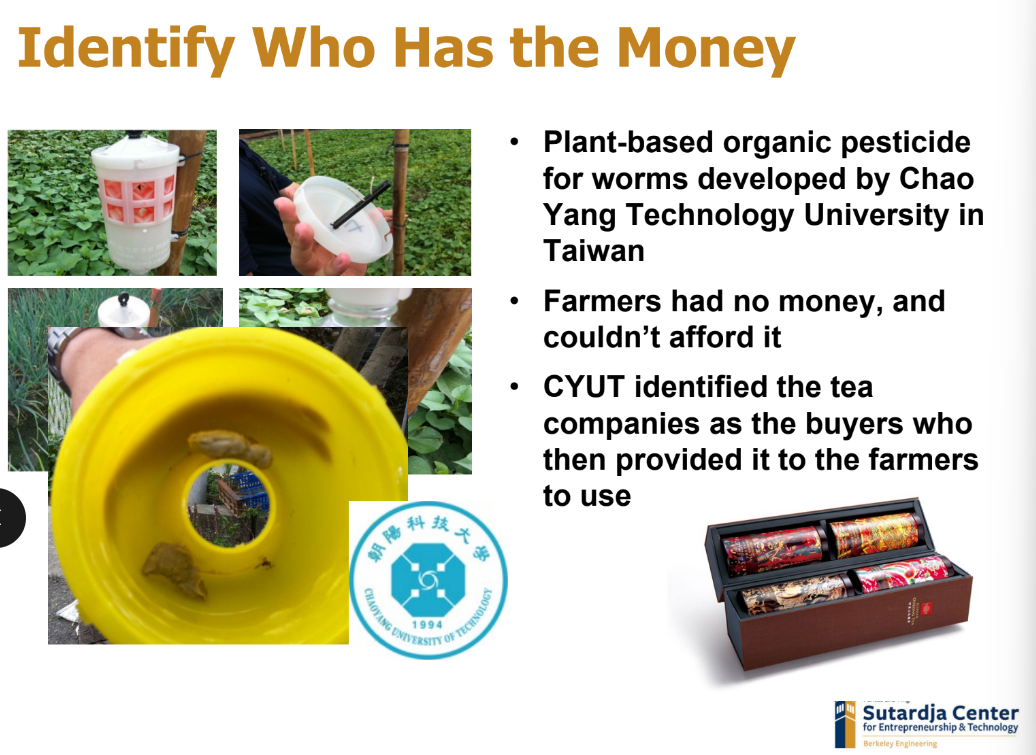 Identify Who Has the Money
• Plant-based organic pesticide
for worms developed by Chao
Yang Technology University in
Taiwan
• Farmers had no money, and
couldn’t afford it
• CYUT identified the tea
companies as the buyers who
then provided it to the farmers
to use
朝陽科技大學
CHAOYANG UNIVERSITY OF TECHNOLOGY
1994
Sutardja Center
for Entrepreneurship & Technology
Berkeley Engineering